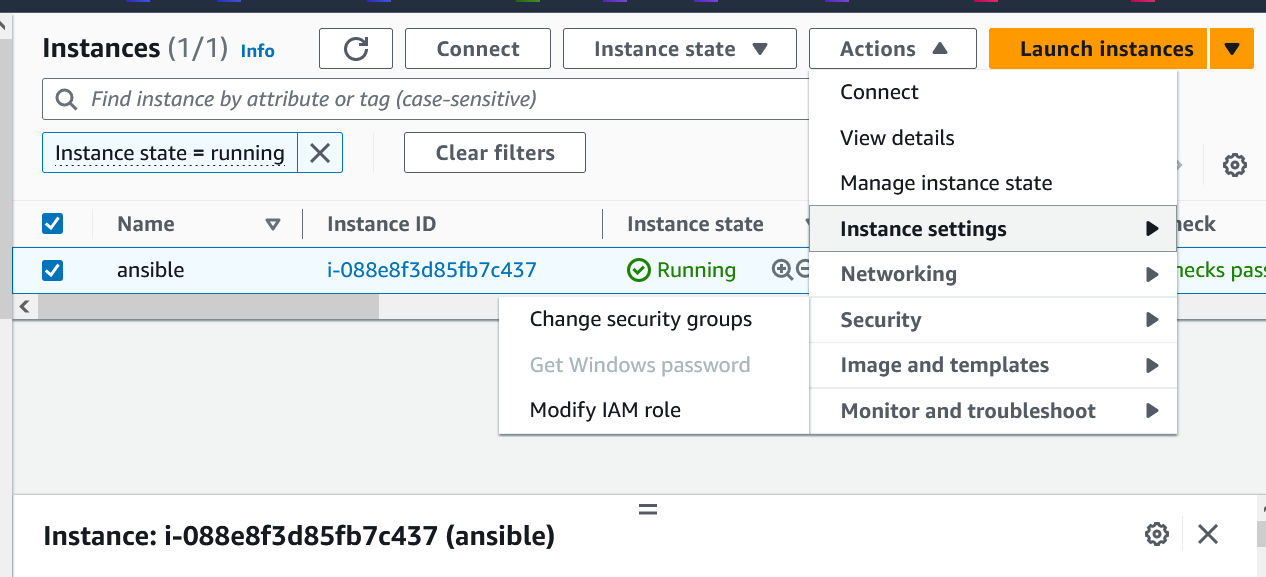 Instances (1/1) Info
Connect
Instance state
Actions
Launch instances
Find instance by attribute or tag (case-sensitive)
Connect
Instance state = running
Clear filters
View details
Manage instance state
Name
Instance ID
Instance state
Instance settings
ansible
i-088e8f3d85fb7c437
Running
Networking
Change security groups
Security
Get Windows password
Image and templates
Modify IAM role
Monitor and troubleshoot
Instance: i-088e8f3d85fb7c437 (ansible)